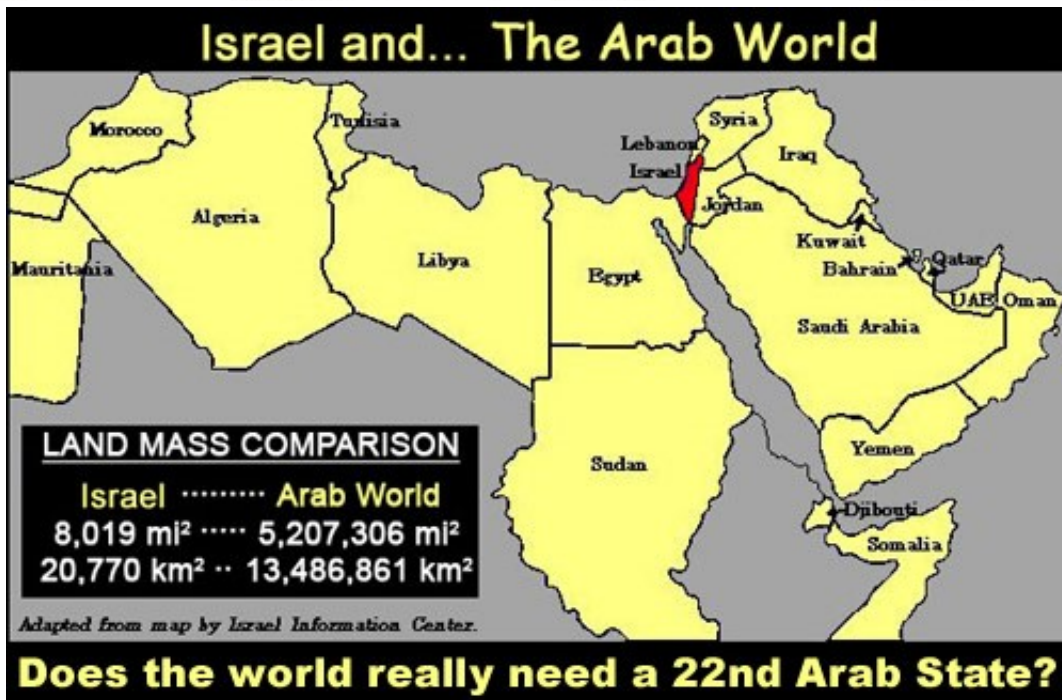 Israel and... The Arab World
Morocco
Tunisia
Syria
Lebanon
Iraq
Israel
Jordan
Algeria
Kuwait
Libya
Egypt
Mauritania
Bahrain
Qatar
UAE
Oman
Saudi Arabia
LAND MASS COMPARISON
Israel ········· Arab World
8,019 mi² ····· 5,207,306 mi²
20,770 km² ·· 13,486,861 km²
Sudan
Yemen
Djibouti
Somalia
Adapted from map by Israel Information Center.
Does the world really need a 22nd Arab State?